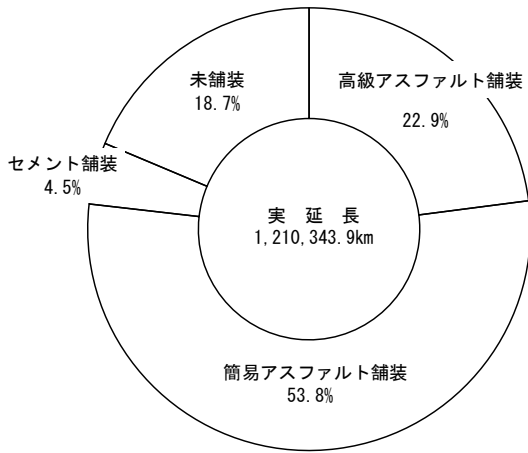 未舗装
18.7%
高級アスファルト舗装
22.9%
セメント舗装
4.5%
実 延 長
1,210,343.9km
簡易アスファルト舗装
53.8%